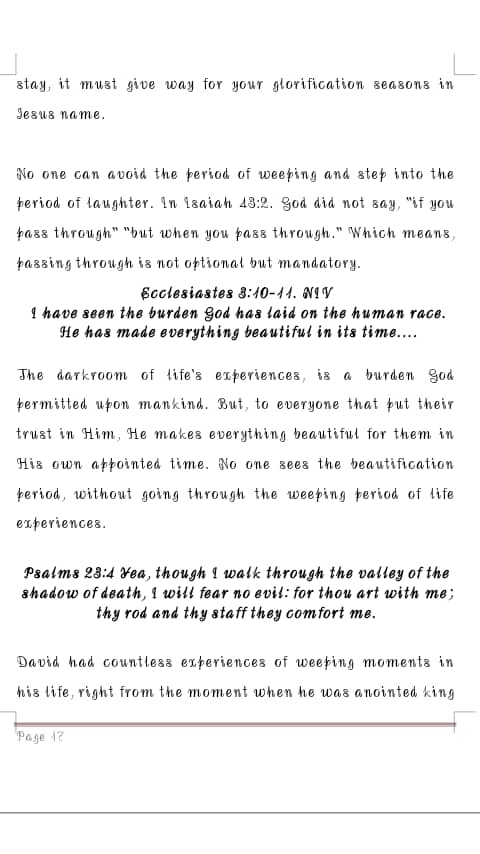 stay, it must give way for your glorification seasons in
Jesus name.
No one can avoid the period of weeping and step into the
period of laughter. In Isaiah 43:2. God did not say, "if you
pass through" "but when you pass through." Which means,
passing through is not optional but mandatory.
Ecclesiastes 3:10-11. NIV
I have seen the burden God has laid on the human race.
He has made everything beautiful in its time....
The darkroom of life's experiences, is a burden God
permitted upon mankind. But, to everyone that put their
trust in Him, He makes everything beautiful for them in
His own appointed time. No one sees the beautification
period, without going through the weeping period of life
experiences.
Psalms 23:4 Yea, though I walk through the valley of the
shadow of death, I will fear no evil: for thou art with me;
thy rod and thy staff they comfort me.
David had countless experiences of weeping moments in
his life, right from the moment when he was anointed king
Page 17